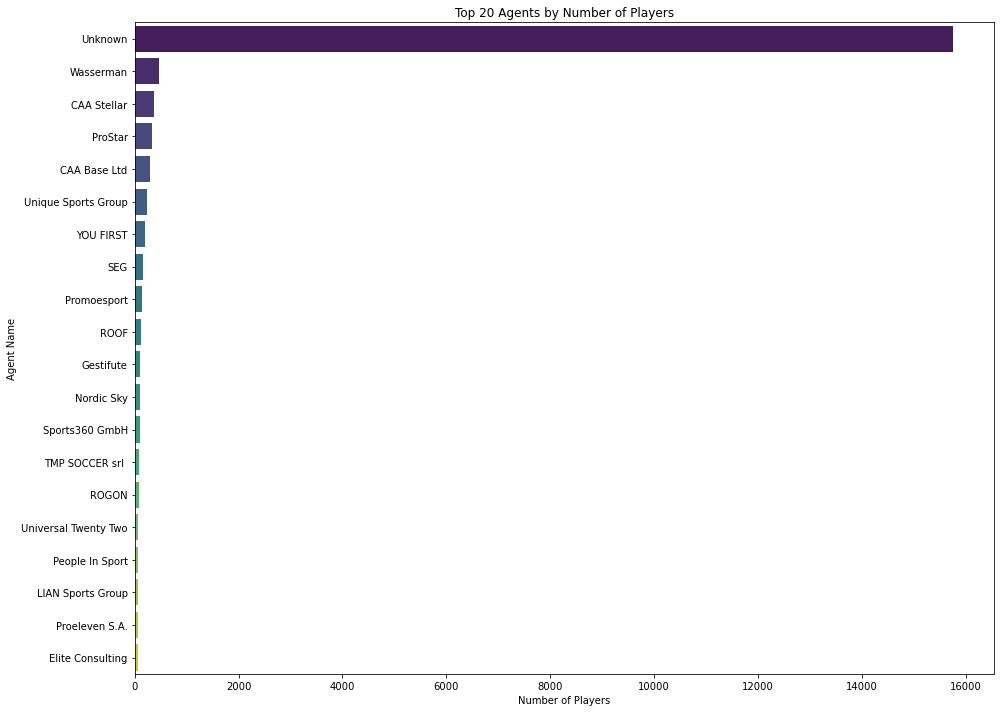 Top 20 Agents by Number of Players
Agent Name
Unknown
Wasserman
CAA Stellar
ProStar
CAA Base Ltd
Unique Sports Group
YOU FIRST
SEG
Promoesport
ROOF
Gestifute
Nordic Sky
Sports360 GmbH
TMP SOCCER srl
ROGON
Universal Twenty Two
People In Sport
LIAN Sports Group
Proeleven S.A.
Elite Consulting
0 2000 4000 6000 8000 10000 12000 14000 16000
Number of Players